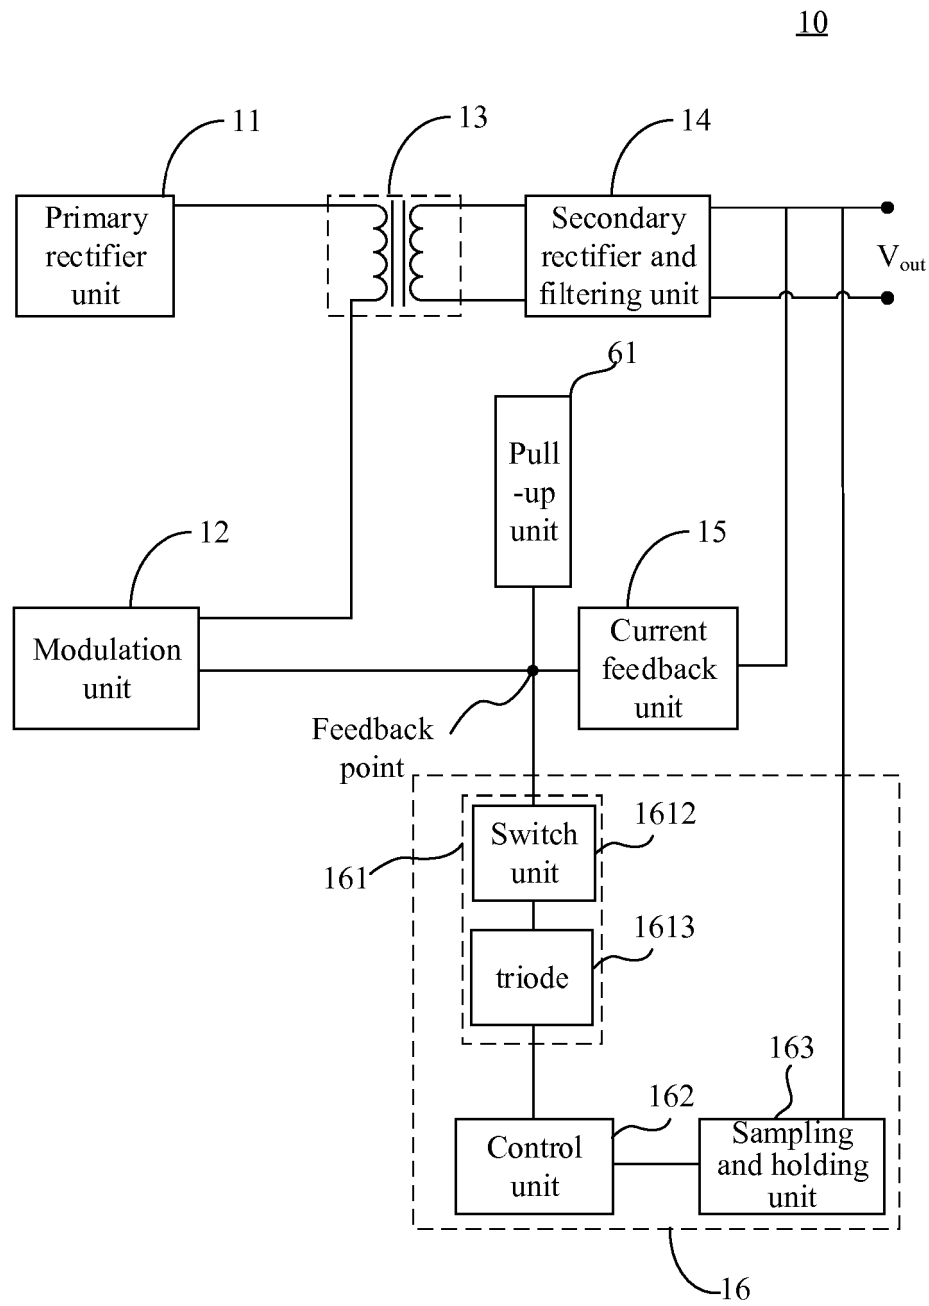 10
11
13
14
Primary
rectifier
unit
Secondary
rectifier and
filtering unit
Vout
61
Pull
-up
unit
12
15
Modulation
unit
Current
feedback
unit
Feedback
point
Switch
unit
1612
161
triode
1613
163
162
Control
unit
Sampling
and holding
unit
16